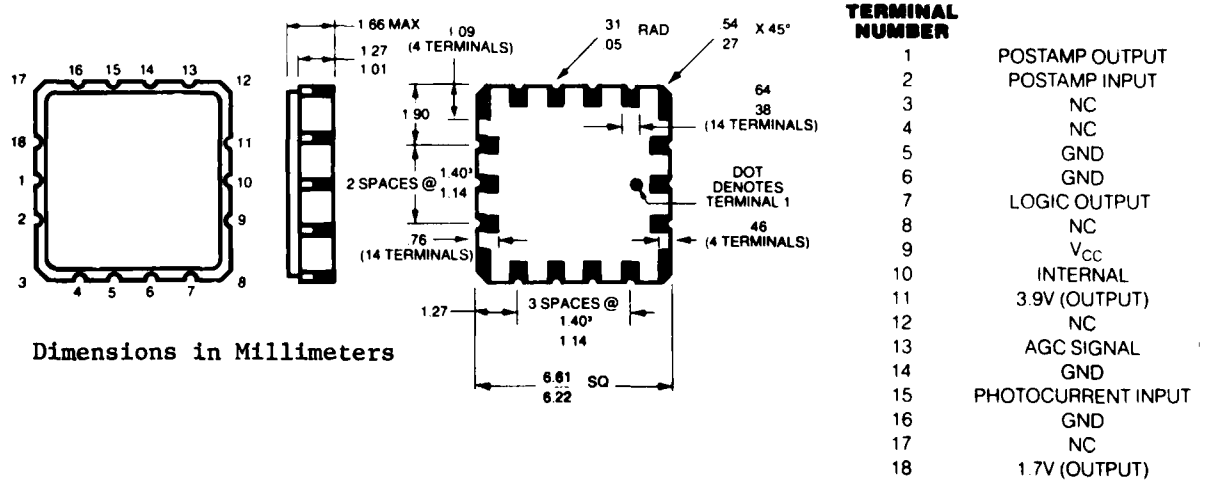 17 16 15 14 13 12
18 11
1 10
2 9
3 4 5 6 7 8
1 66 MAX
1 27
1 01
1.09
(4 TERMINALS)
31 RAD
.05
54 X 45°
27
1 90
64
38
(14 TERMINALS)
2 SPACES @ 1.40³
1.14
DOT
DENOTES
TERMINAL 1
.76
(14 TERMINALS)
46
(4 TERMINALS)
1.27
3 SPACES @
1.40³
1 14
6.61 SQ
6.22
Dimensions in Millimeters
TERMINAL
NUMBER
1 POSTAMP OUTPUT
2 POSTAMP INPUT
3 NC
4 NC
5 GND
6 GND
7 LOGIC OUTPUT
8 NC
9 VCC
10 INTERNAL
11 3.9V (OUTPUT)
12 NC
13 AGC SIGNAL
14 GND
15 PHOTOCURRENT INPUT
16 GND
17 NC
18 1.7V (OUTPUT)